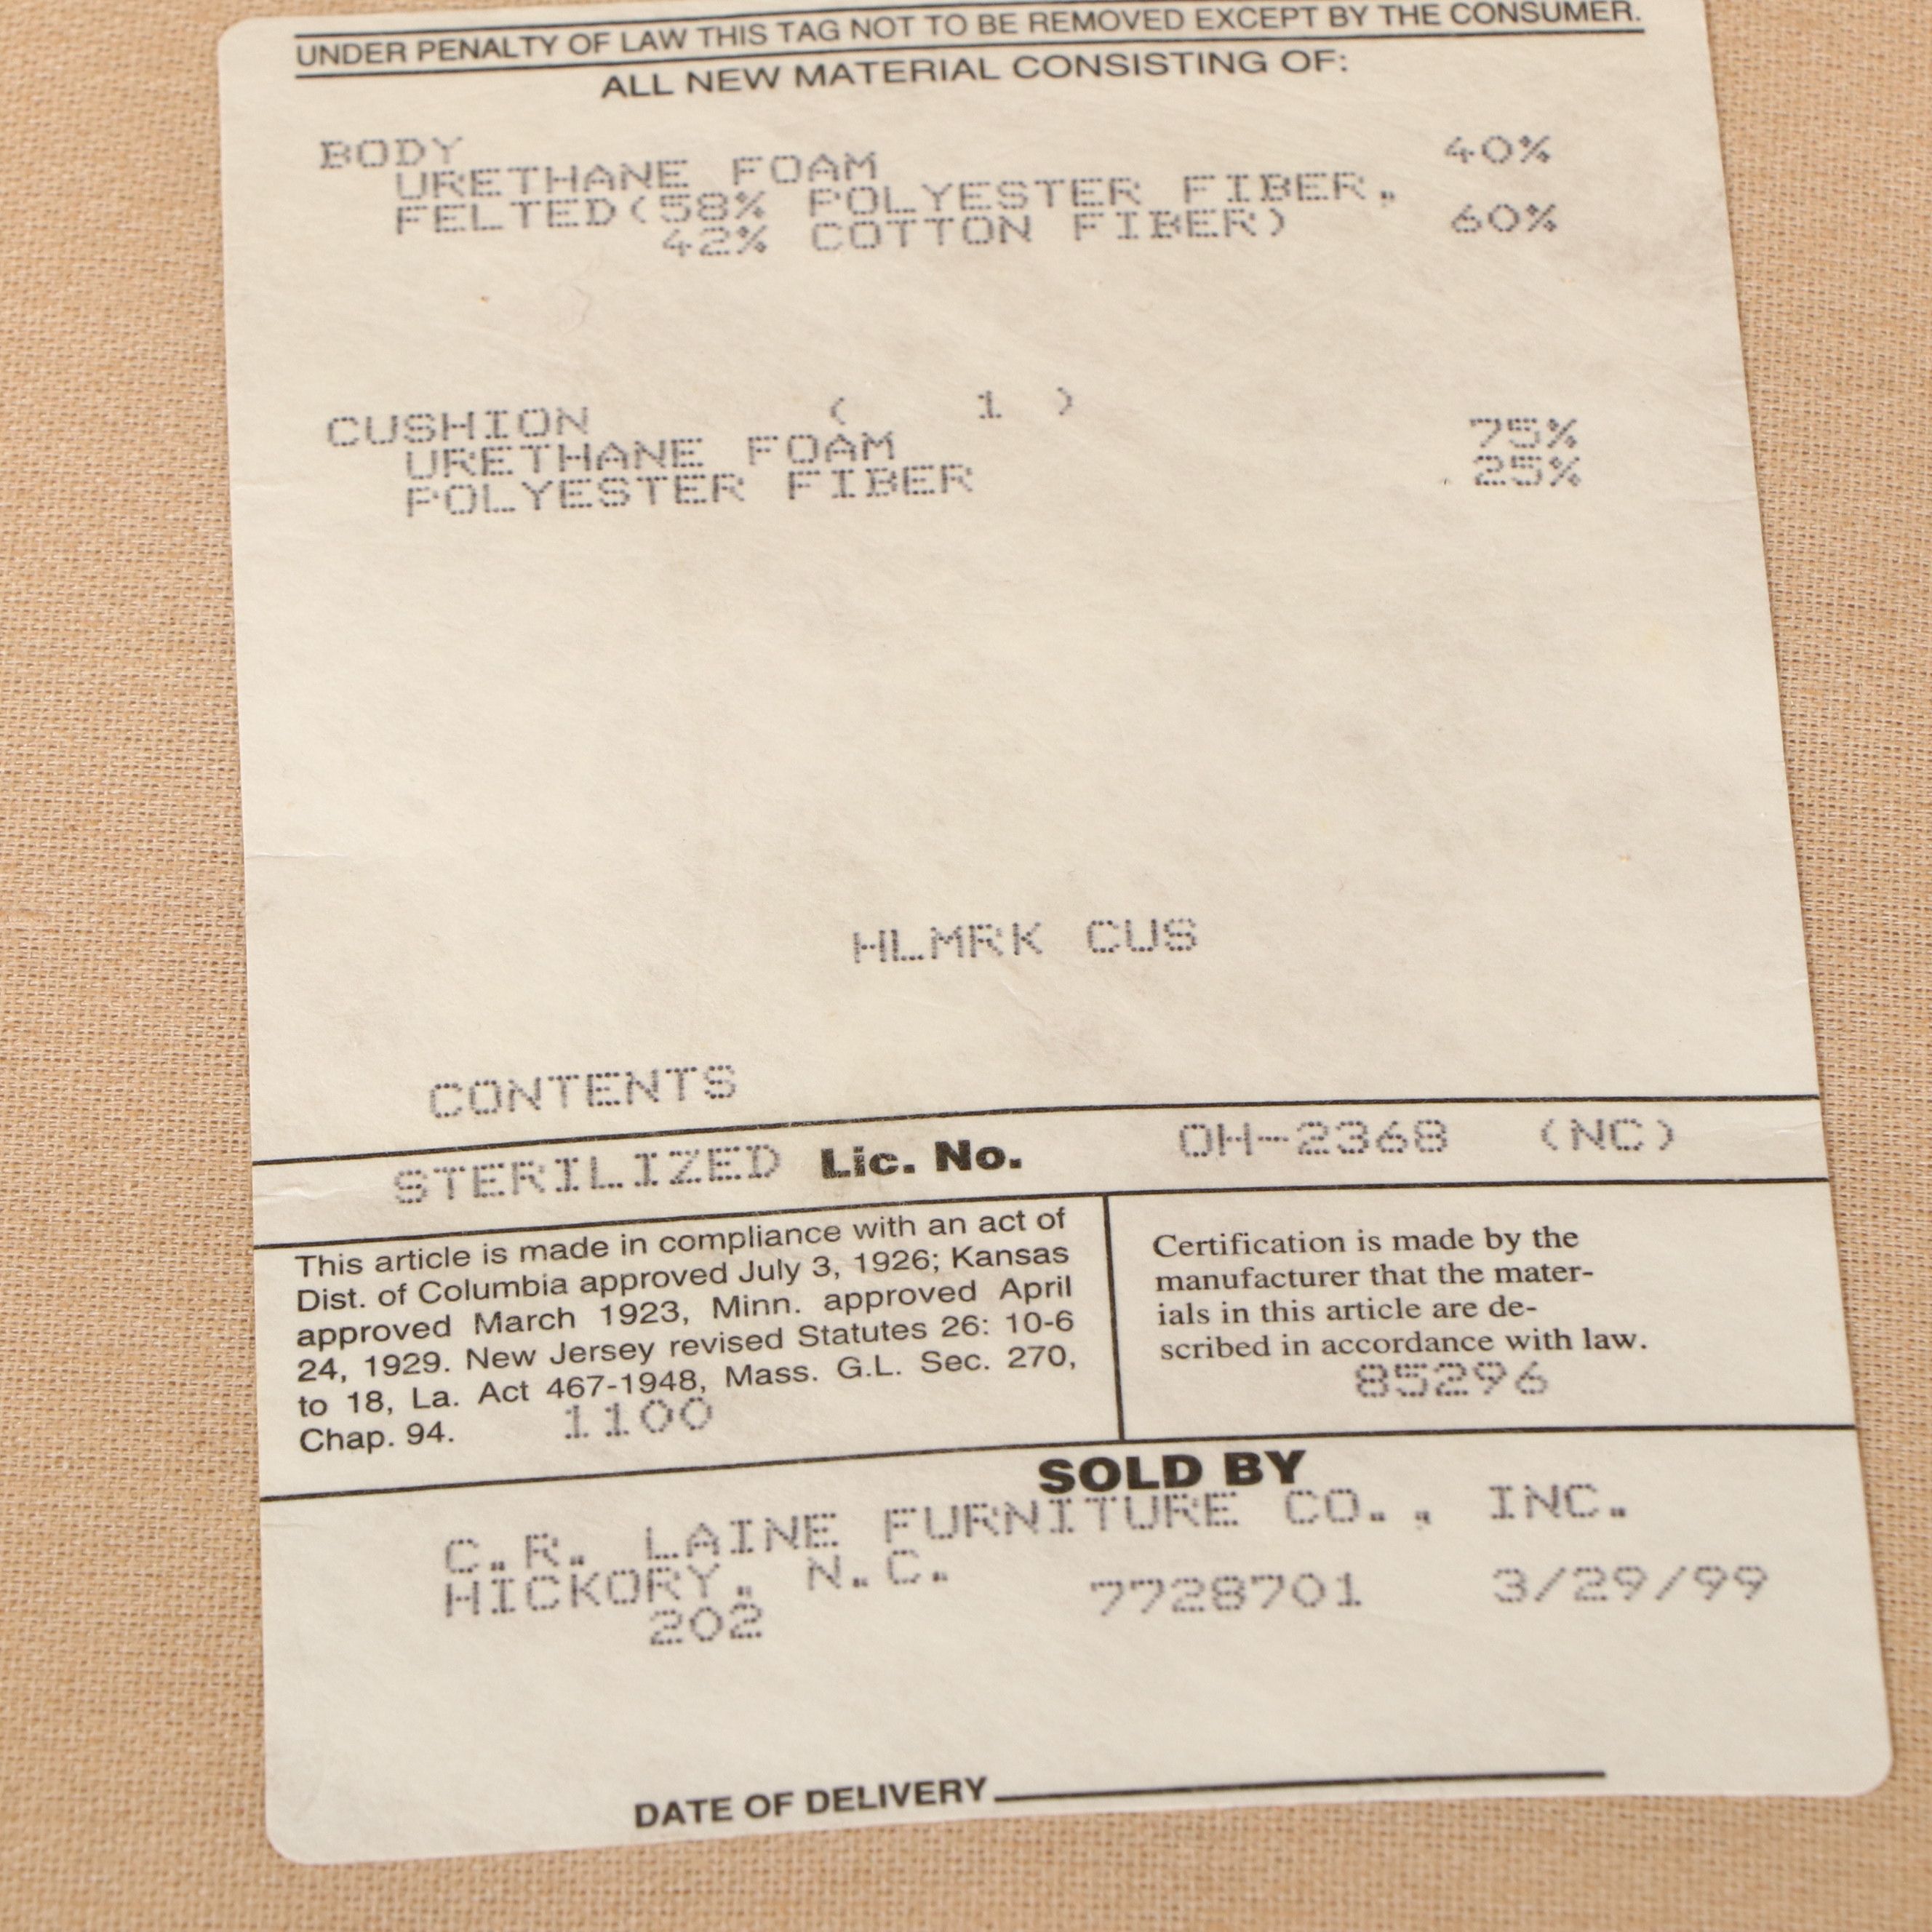 UNDER PENALTY OF LAW THIS TAG NOT TO BE REMOVED EXCEPT BY THE CONSUMER.
ALL NEW MATERIAL CONSISTING OF:
BODY
URETHANE FOAM 40%
FELTED(58% POLYESTER FIBER,
42% COTTON FIBER) 60%
CUSHION ( 1 )
URETHANE FOAM 75%
POLYESTER FIBER 25%
HLMRK CUS
CONTENTS
STERILIZED Lic. No. OH-2368 (NC)
This article is made in compliance with an act of
Dist. of Columbia approved July 3, 1926; Kansas
approved March 1923, Minn. approved April
24, 1929. New Jersey revised Statutes 26: 10-6
to 18, La. Act 467-1948, Mass. G.L. Sec. 270,
Chap. 94. 1100
Certification is made by the
manufacturer that the mater-
ials in this article are de-
scribed in accordance with law.
85296
SOLD BY
C.R. LAINE FURNITURE CO., INC.
HICKORY, N.C. 7728701 3/29/99
202
DATE OF DELIVERY